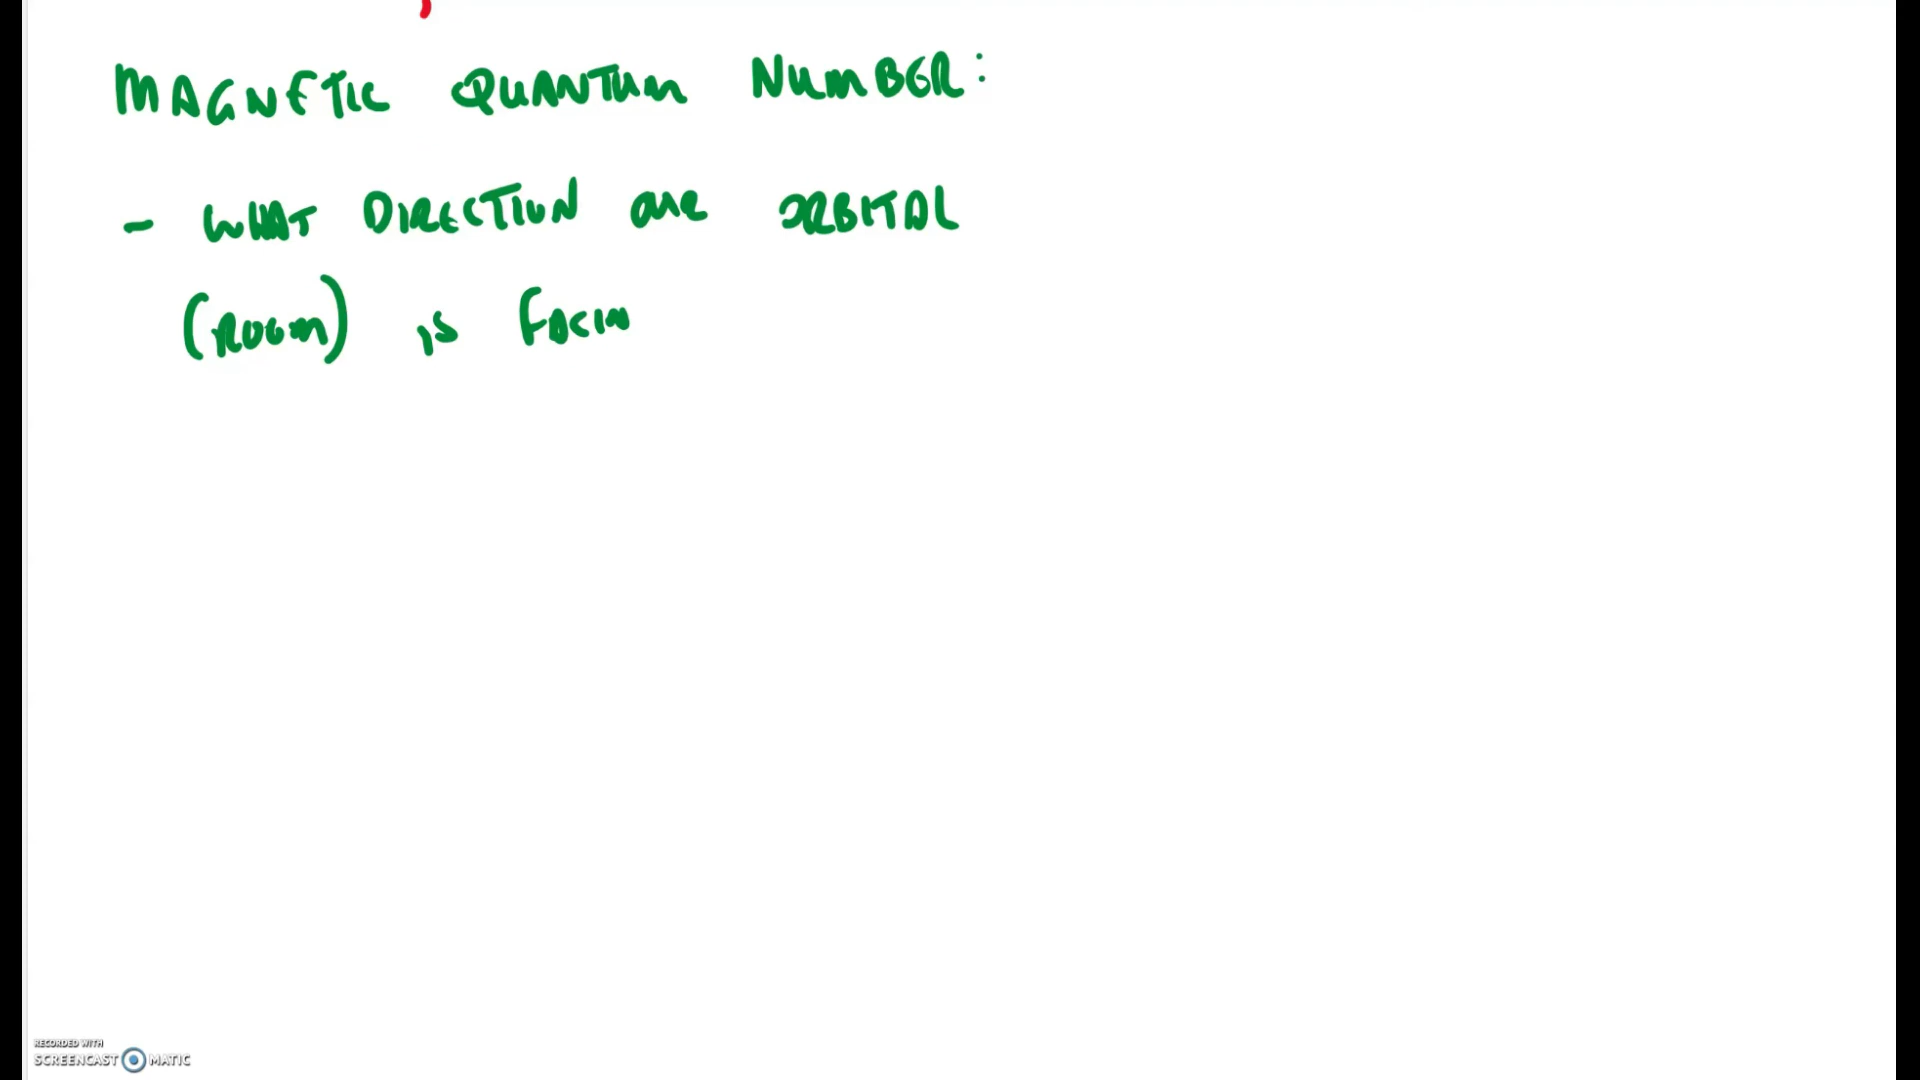 MAGNETIC QUANTUM NUMBER:
- WHAT DIRECTION are ORBITAL
(ROOM) is FACIN
RECORDED WITH
SCREENCAST MATIC